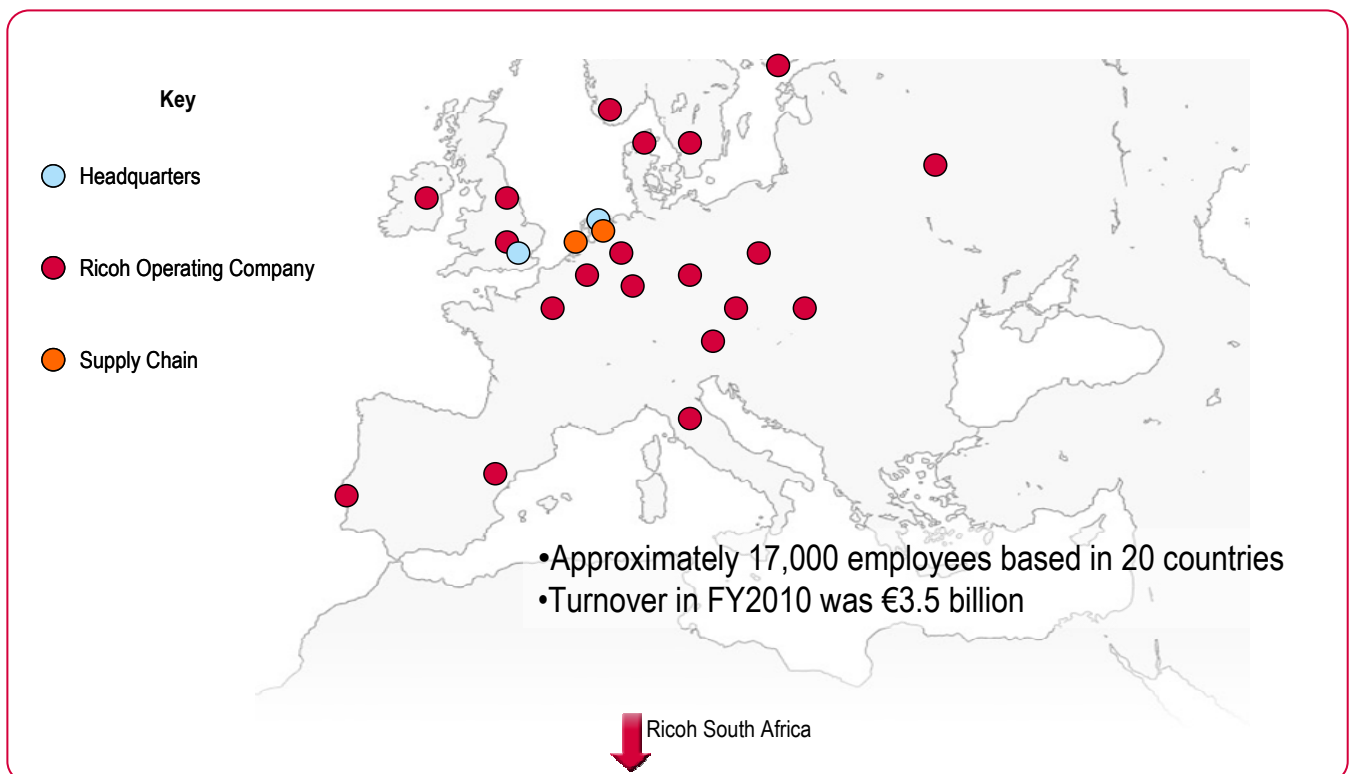 Key
Headquarters
Ricoh Operating Company
Supply Chain
•Approximately 17,000 employees based in 20 countries
•Turnover in FY2010 was €3.5 billion
Ricoh South Africa